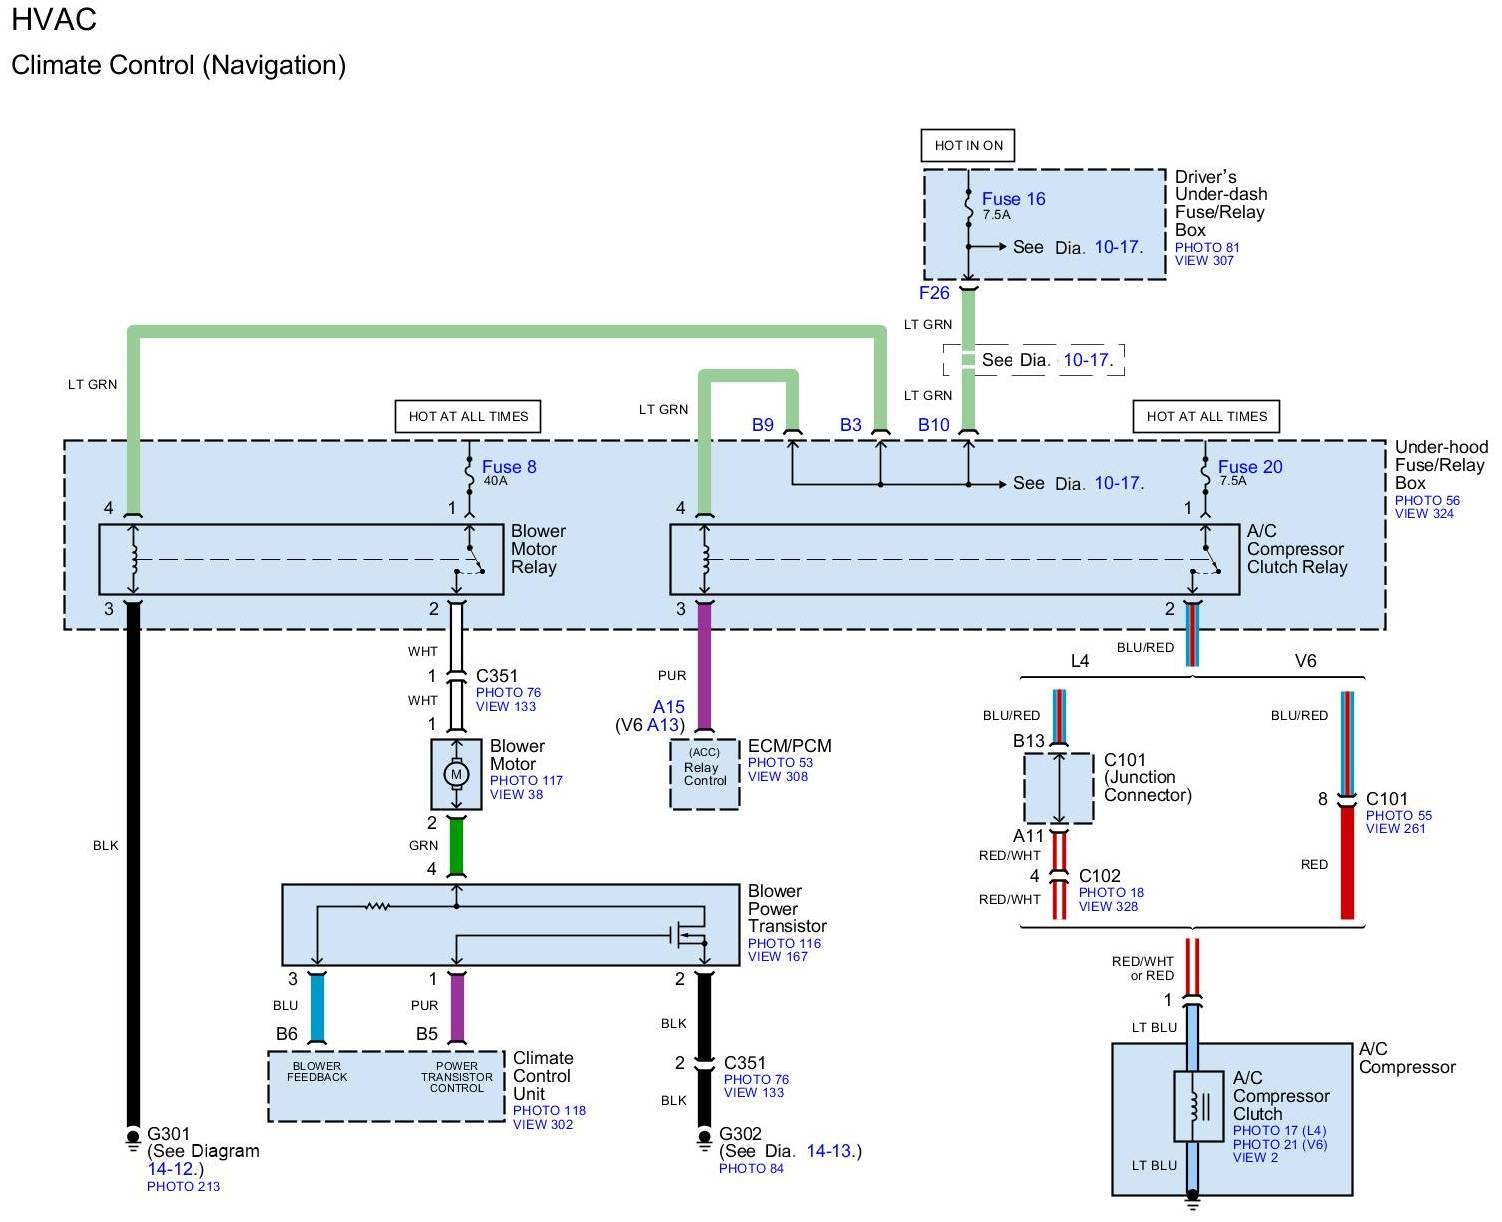 HVAC
Climate Control (Navigation)
HOT IN ON
Driver's
Under-dash
Fuse/Relay
Box
PHOTO 81
VIEW 307
Fuse 16
7.5A
See Dia. 10-17.
F26
LT GRN
See Dia. 10-17.
LT GRN
LT GRN
LT GRN
B9
B3
B10
HOT AT ALL TIMES
HOT AT ALL TIMES
Under-hood
Fuse/Relay
Box
PHOTO 56
VIEW 324
Fuse 8
40A
See Dia. 10-17.
Fuse 20
7.5A
4
1
4
1
Blower
Motor
Relay
A/C
Compressor
Clutch Relay
3
2
3
2
WHT
1
C351
PHOTO 76
VIEW 133
WHT
1
PUR
A15
(V6 A13)
BLU/RED
L4
V6
BLU/RED
B13
BLU/RED
Blower
Motor
PHOTO 117
VIEW 38
M
(ACC)
Relay
Control
ECM/PCM
PHOTO 53
VIEW 308
C101
(Junction
Connector)
8
C101
PHOTO 55
VIEW 261
2
GRN
4
BLK
A11
RED/WHT
4
C102
PHOTO 18
VIEW 328
RED/WHT
RED
Blower
Power
Transistor
PHOTO 116
VIEW 167
3
1
2
BLU
PUR
BLK
B6
B5
RED/WHT
or RED
1
LT BLU
BLOWER
FEEDBACK
POWER
TRANSISTOR
CONTROL
Climate
Control
Unit
PHOTO 118
VIEW 302
2
C351
PHOTO 76
VIEW 133
BLK
A/C
Compressor
A/C
Compressor
Clutch
PHOTO 17 (L4)
PHOTO 21 (V6)
VIEW 2
LT BLU
G301
(See Diagram
14-12.)
PHOTO 213
G302
(See Dia. 14-13.)
PHOTO 84